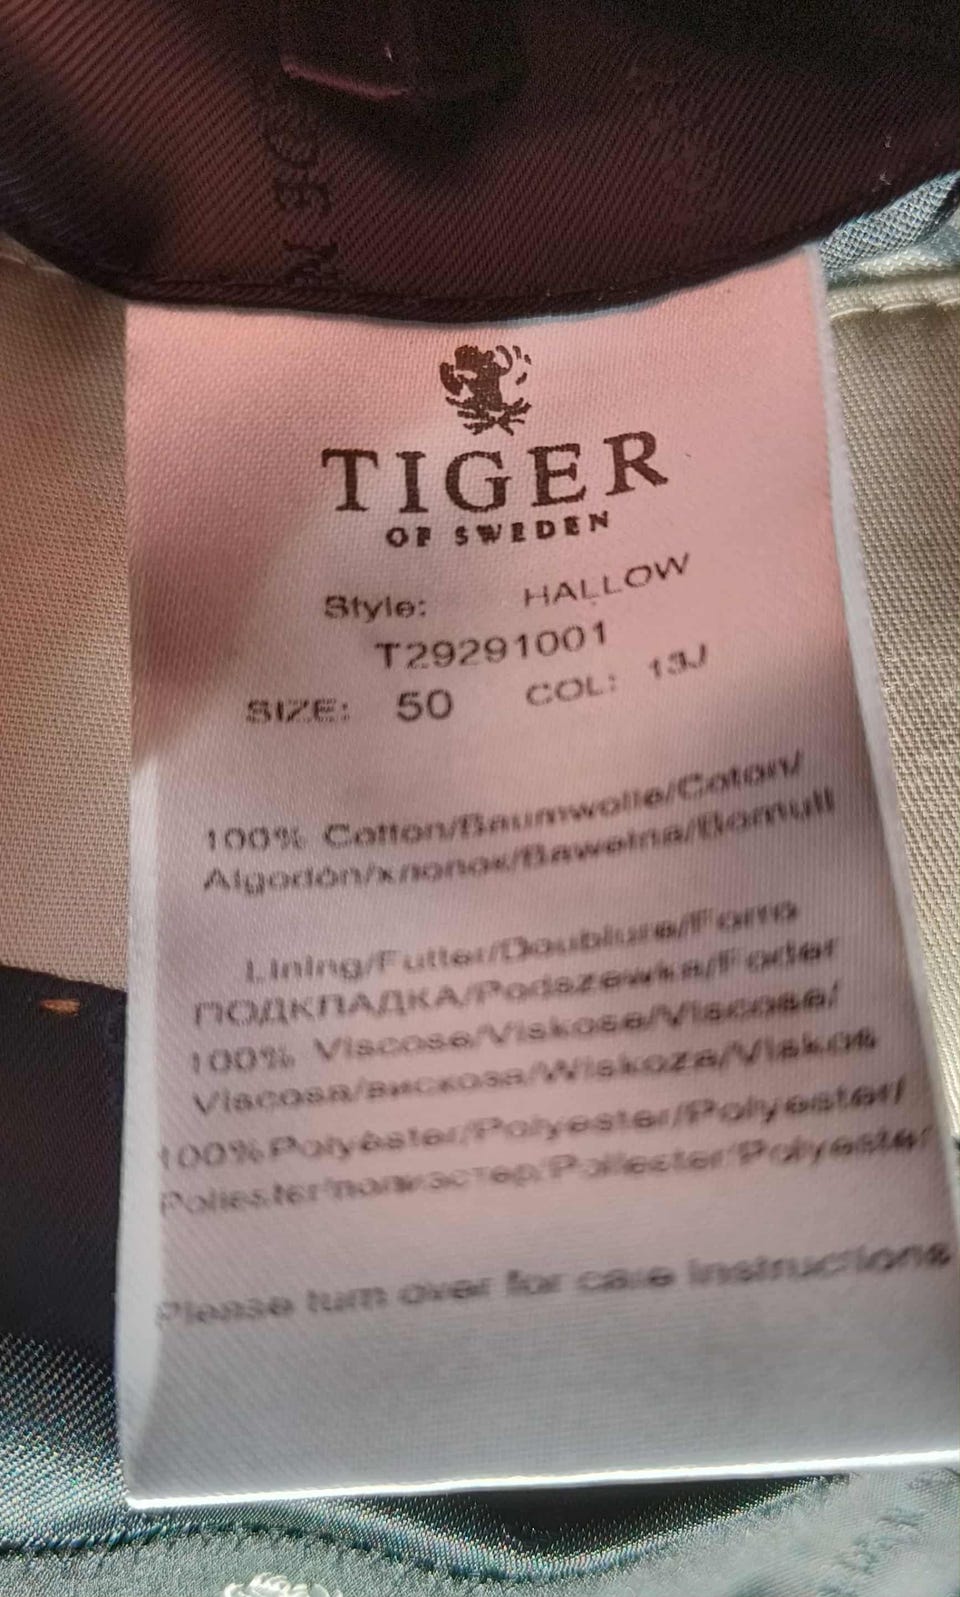 TIGER
OF SWEDEN
Style: HALLOW
T29291001
SIZE: 50 COL: 13J
100% Cotton/Baumwolle/Coton/
Algodón/хлопок/Bawełna/Bomull
Lining/Futter/Doublure/Forro
ПОДКЛАДКА/Podszewka/Foder
100% Viscose/Viskose/Viscose/
Viscosa/вискоза/Wiskoza/Viskos
100% Polyester/Polyester/Polyester/
Poliester/полиэстер/Poliester/Polyester
Please turn over for care instructions